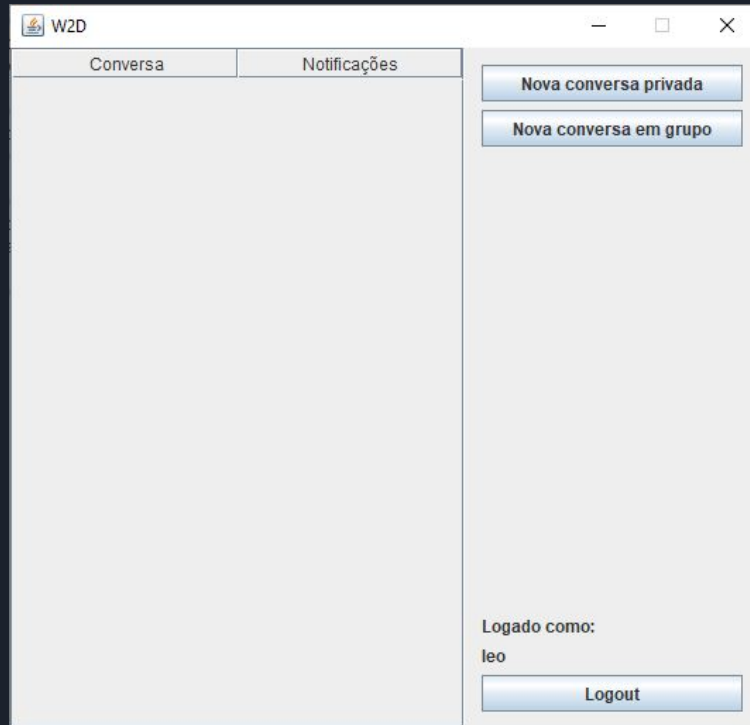 W2D
Conversa
Notificações
Nova conversa privada
Nova conversa em grupo
Logado como:
leo
Logout